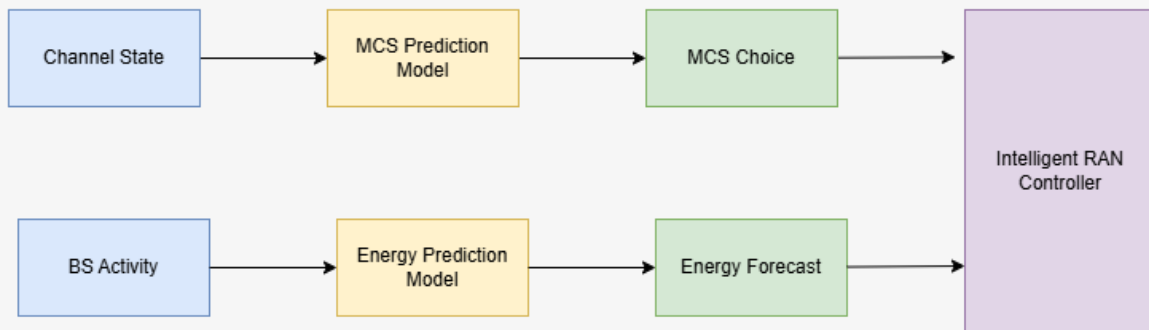 Channel State
MCS Prediction
Model
MCS Choice
Intelligent RAN
Controller
BS Activity
Energy Prediction
Model
Energy Forecast